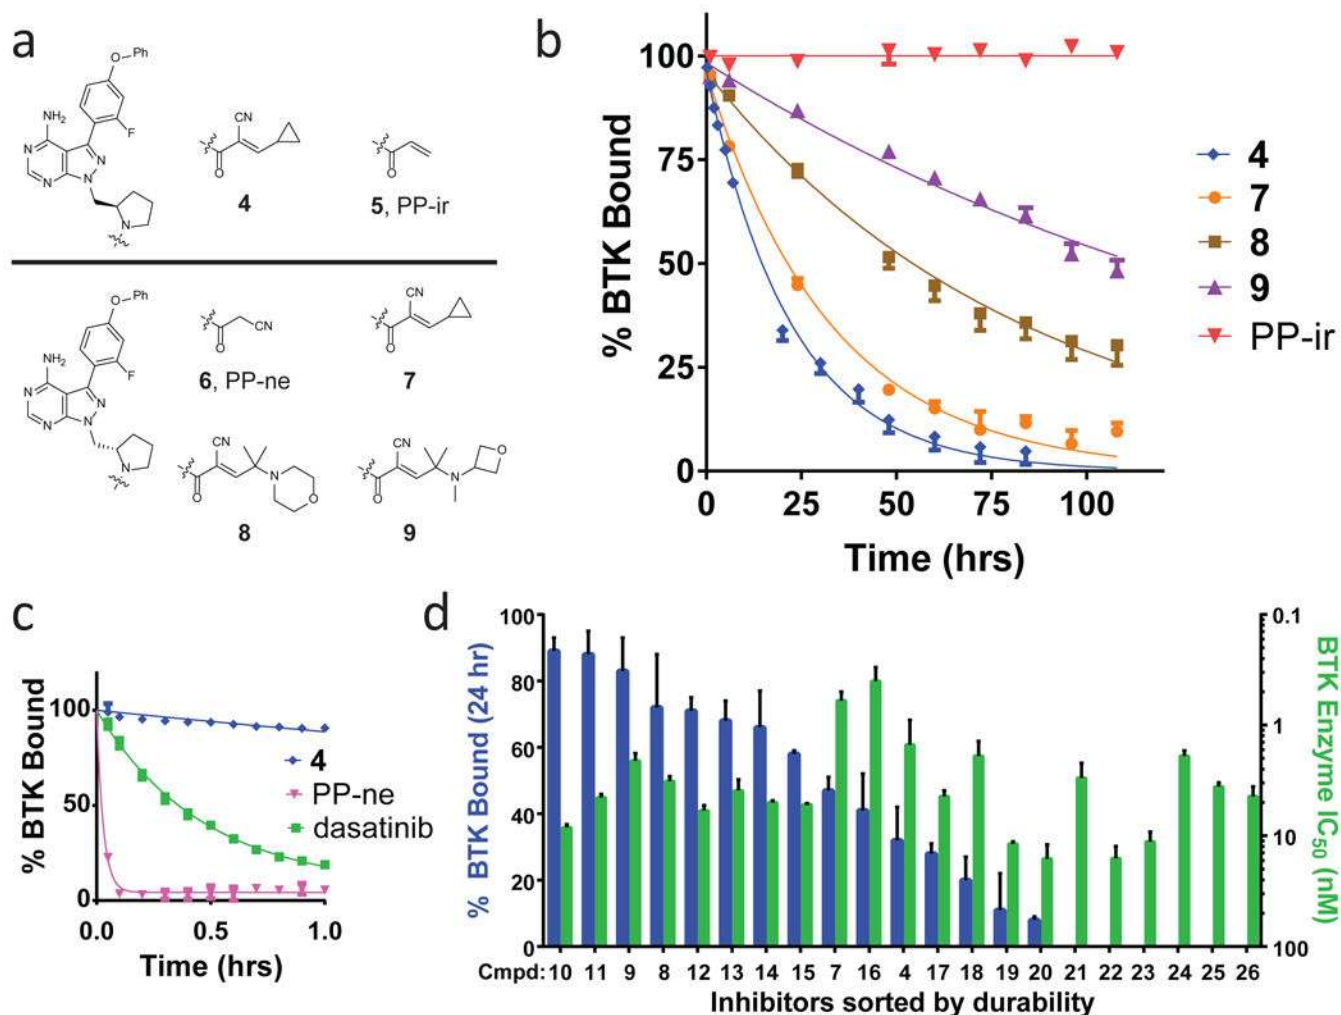 a
O
Ph
NH2
F
N
N
N
N
N
CN
O
4
O
5, PP-ir
O
Ph
NH2
F
N
N
N
N
N
O
CN
6, PP-ne
CN
O
7
CN
O
N
O
8
CN
O
N
O
9
b
% BTK Bound
100
75
50
25
0
0 25 50 75 100
Time (hrs)
4
7
8
9
PP-ir
c
% BTK Bound
100
50
0
0.0 0.5 1.0
Time (hrs)
4
PP-ne
dasatinib
d
% BTK Bound (24 hr)
100
80
60
40
20
0
BTK Enzyme IC50 (nM)
0.1
1
10
100
Cmpd: 10 11 9 8 12 13 14 15 7 16 4 17 18 19 20 21 22 23 24 25 26
Inhibitors sorted by durability